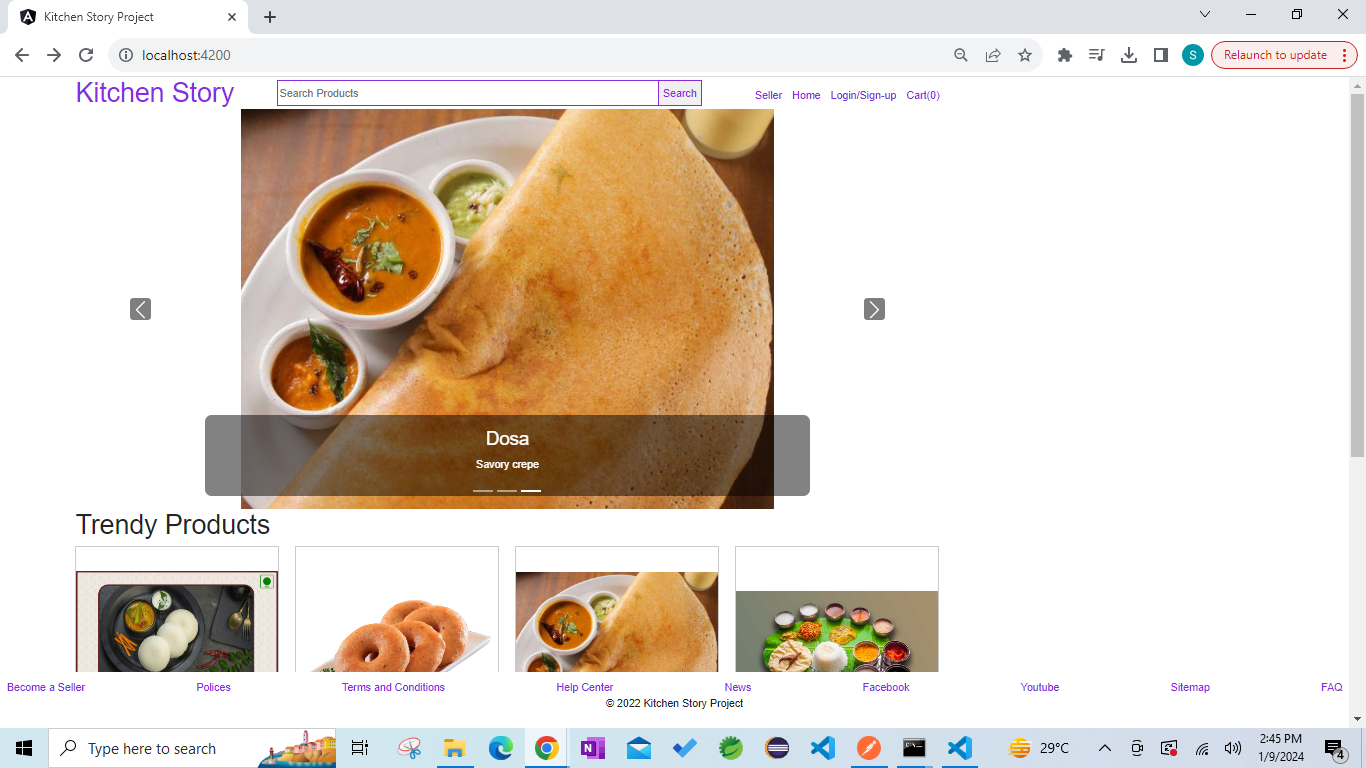 Kitchen Story Project
localhost:4200
Relaunch to update
S
Kitchen Story
Search Products
Search
Seller Home Login/Sign-up Cart(0)
Dosa
Savory crepe
Trendy Products
Become a Seller Polices Terms and Conditions Help Center News Facebook Youtube Sitemap FAQ
© 2022 Kitchen Story Project
Type here to search
29°C
2:45 PM
1/9/2024
4